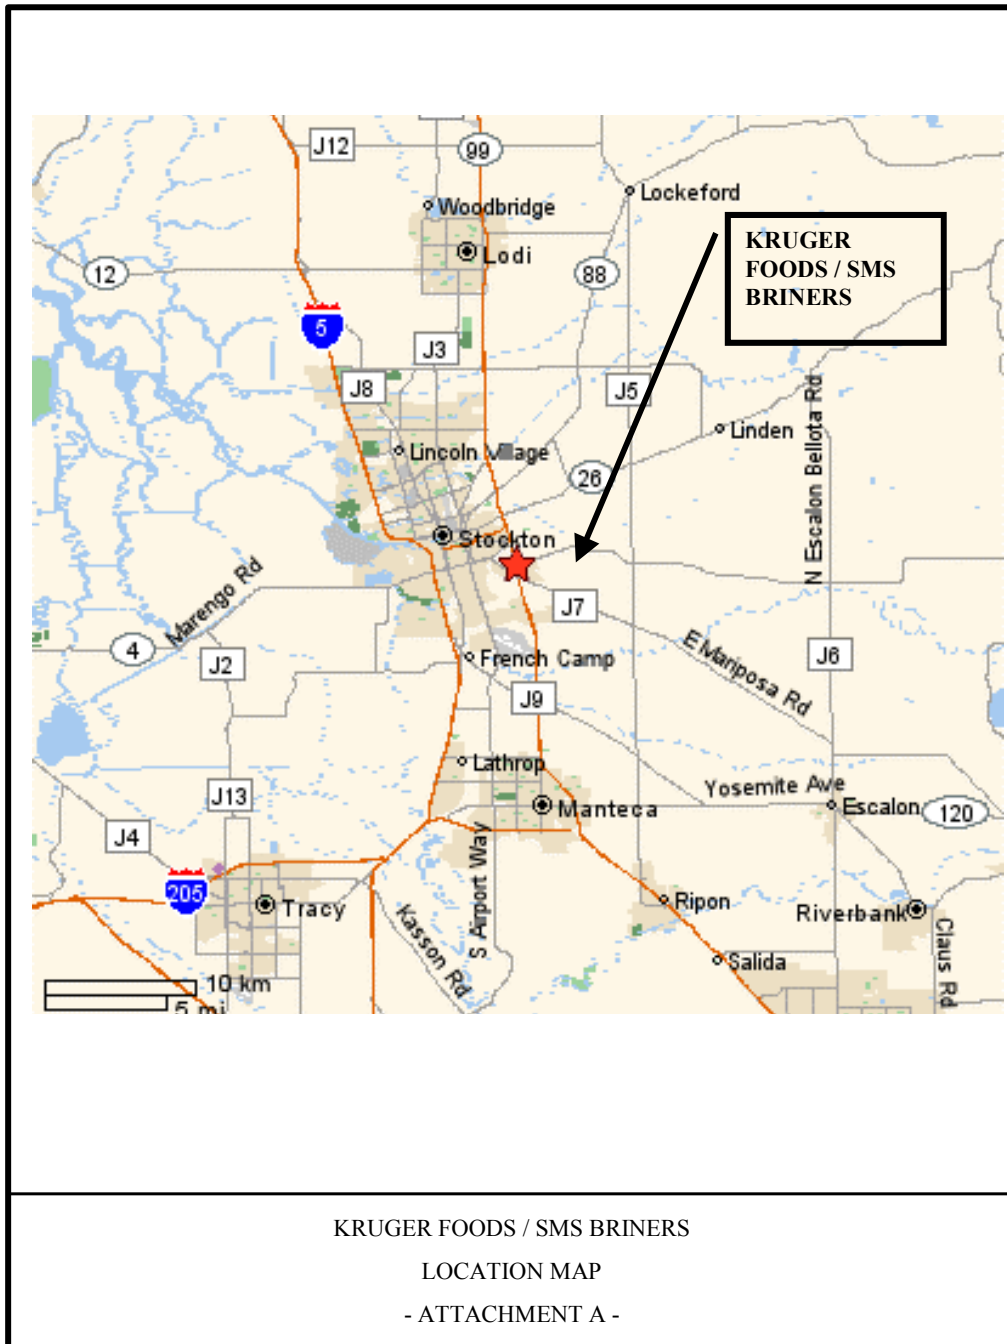 J12
99
Woodbridge
Lockeford
Lodi
KRUGER
FOODS / SMS
BRINERS
12
88
5
J3
J8
J5
Linden
Lincoln Village
26
N Escalon Bellota Rd
Stockton
Marengo Rd
J7
4
J2
French Camp
E Mariposa Rd
J6
J9
Lathrop
Yosemite Ave
J13
Manteca
Escalon
120
J4
S Airport Way
205
Tracy
Kasson Rd
Ripon
Riverbank
Claus Rd
Salida
10 km
5 mi
KRUGER FOODS / SMS BRINERS
LOCATION MAP
- ATTACHMENT A -